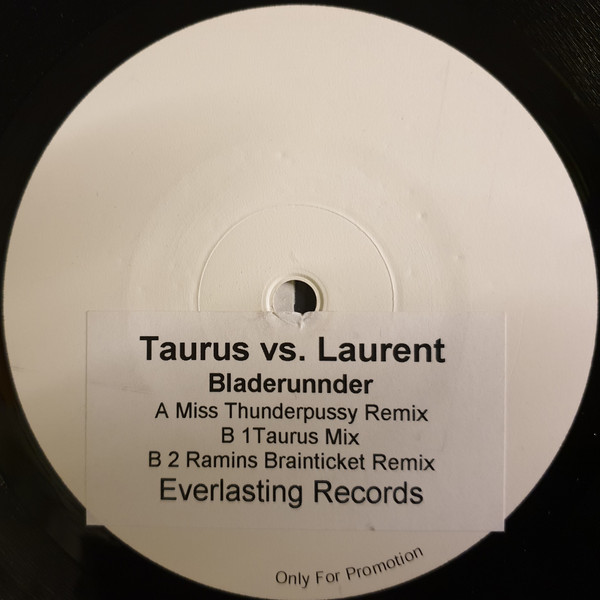 Taurus vs. Laurent
Bladerunnder
A Miss Thunderpussy Remix
B 1Taurus Mix
B 2 Ramins Brainticket Remix
Everlasting Records
Only For Promotion